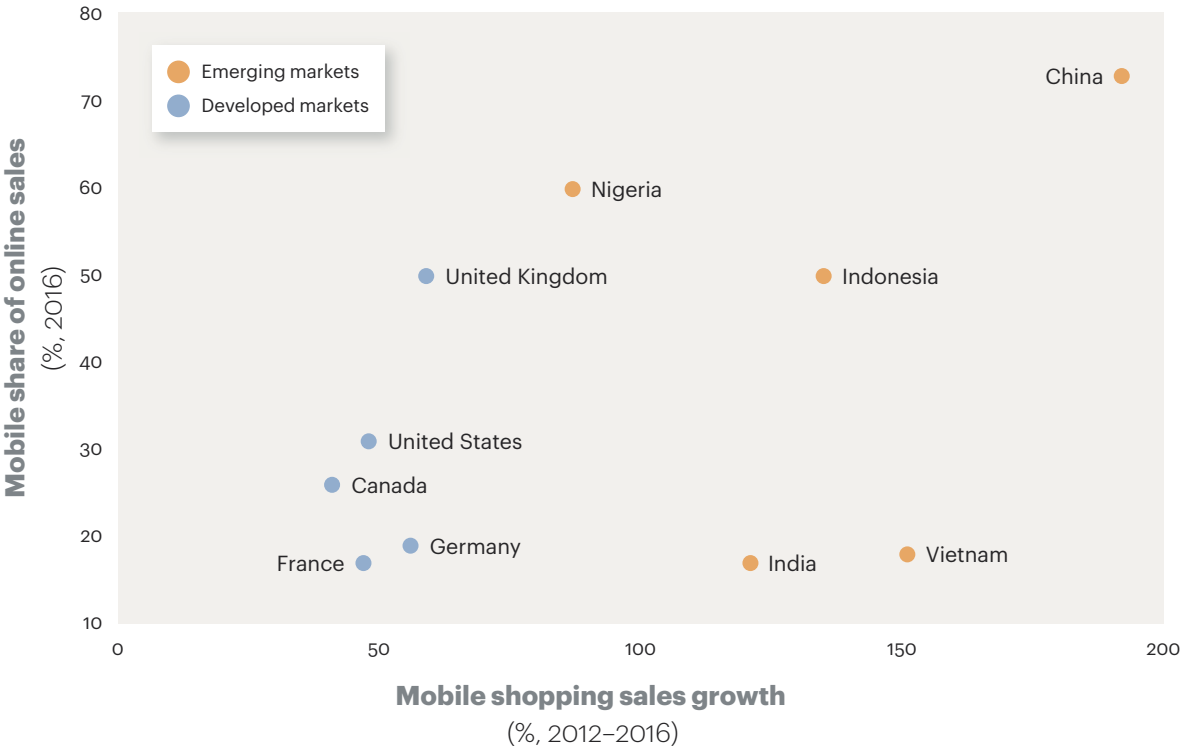 80
70
60
50
40
30
20
10
Mobile share of online sales
(%, 2016)
Emerging markets
Developed markets
China
Nigeria
United Kingdom
Indonesia
United States
Canada
Germany
France
India
Vietnam
0
50
100
150
200
Mobile shopping sales growth
(%, 2012–2016)